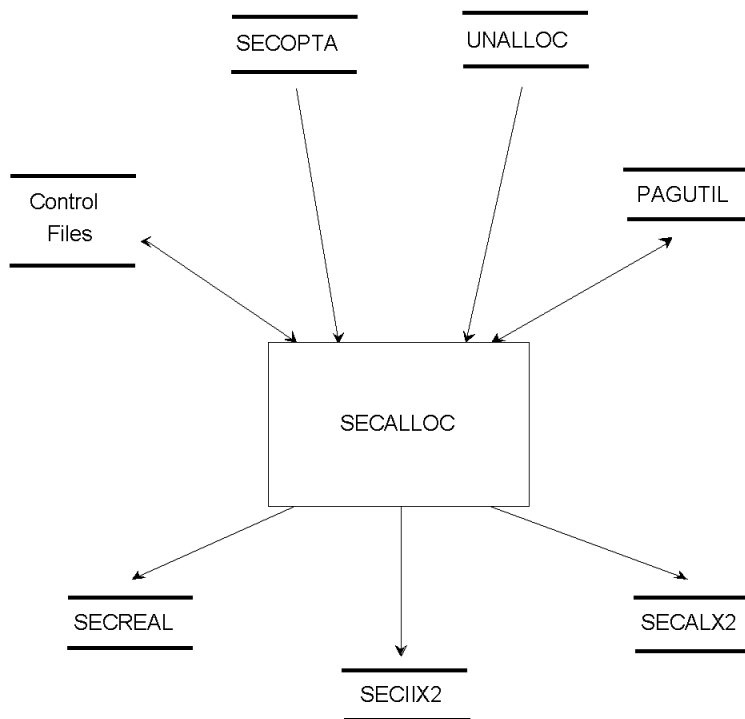 SECOPTA
UNALLOC
Control
Files
PAGUTIL
SECALLOC
SECREAL
SECALX2
SECIIX2